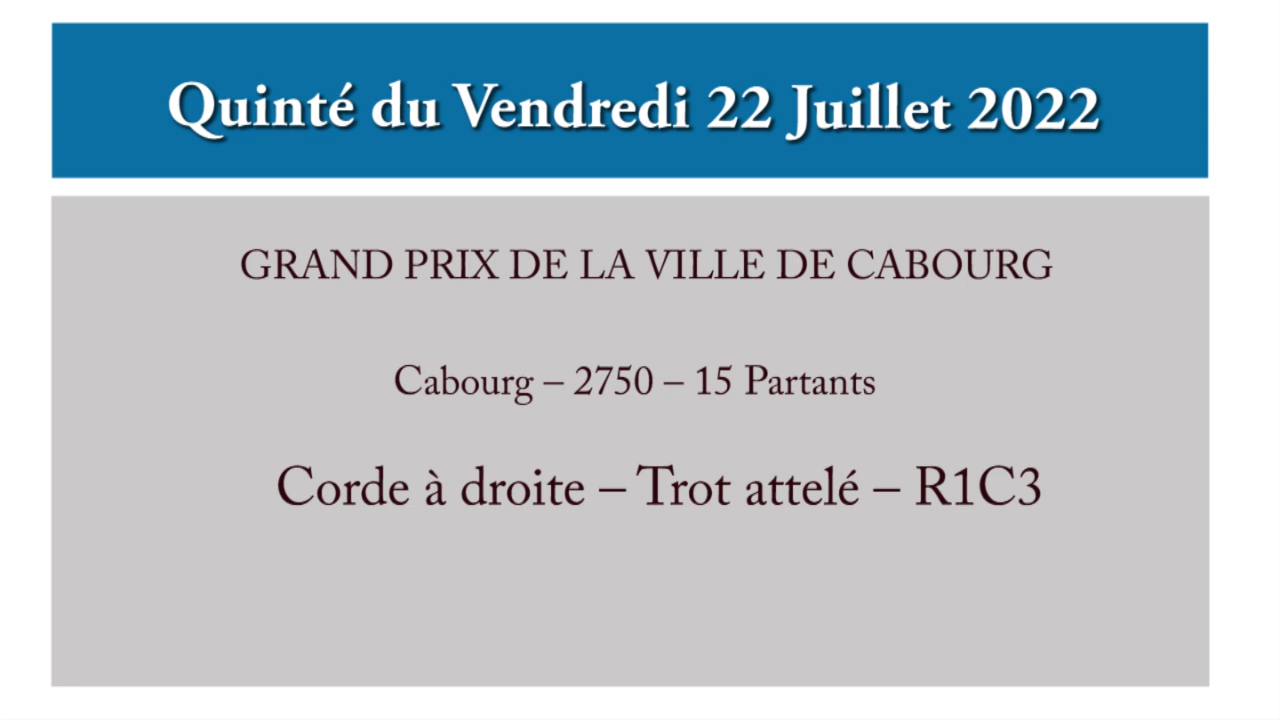 Quinté du Vendredi 22 Juillet 2022
GRAND PRIX DE LA VILLE DE CABOURG
Cabourg – 2750 – 15 Partants
Corde à droite – Trot attelé – R1C3